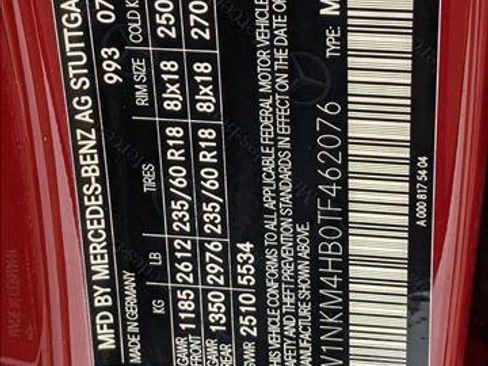 MFD BY MERCEDES-BENZ AG STUTTGA
993 07
MADE IN GERMANY
KG LB TIRES RIM SIZE COLD K
GAWR FRONT 1185 2612 235/60 R18 8Jx18 250
GAWR REAR 1350 2976 235/60 R18 8Jx18 270
GVWR 2510 5534
THIS VEHICLE CONFORMS TO ALL APPLICABLE FEDERAL MOTOR VEHICLE
SAFETY AND THEFT PREVENTION STANDARDS IN EFFECT ON THE DATE O
MANUFACTURE SHOWN ABOVE.
W1NKM4HB0TF462076 TYPE: M
A 000 817 54 04